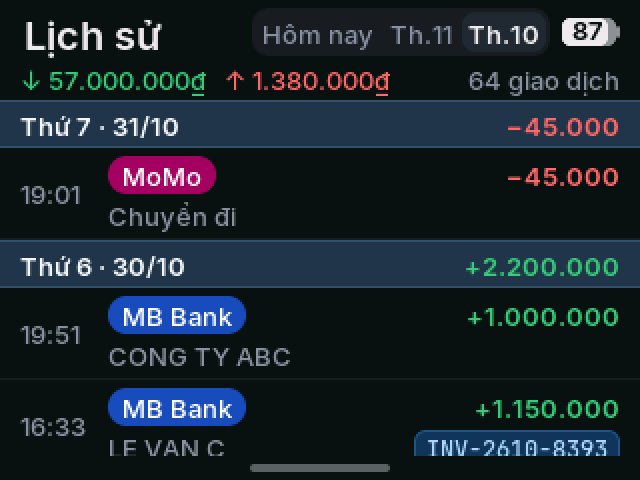 Lịch sử
Hôm nay Th.11 Th.10 87
↓ 57.000.000₫ ↑ 1.380.000₫ 64 giao dịch
Thứ 7 · 31/10 −45.000
MoMo −45.000
19:01
Chuyển đi
Thứ 6 · 30/10 +2.200.000
MB Bank +1.000.000
19:51
CONG TY ABC
MB Bank +1.150.000
16:33
LE VAN C INV-2610-8393